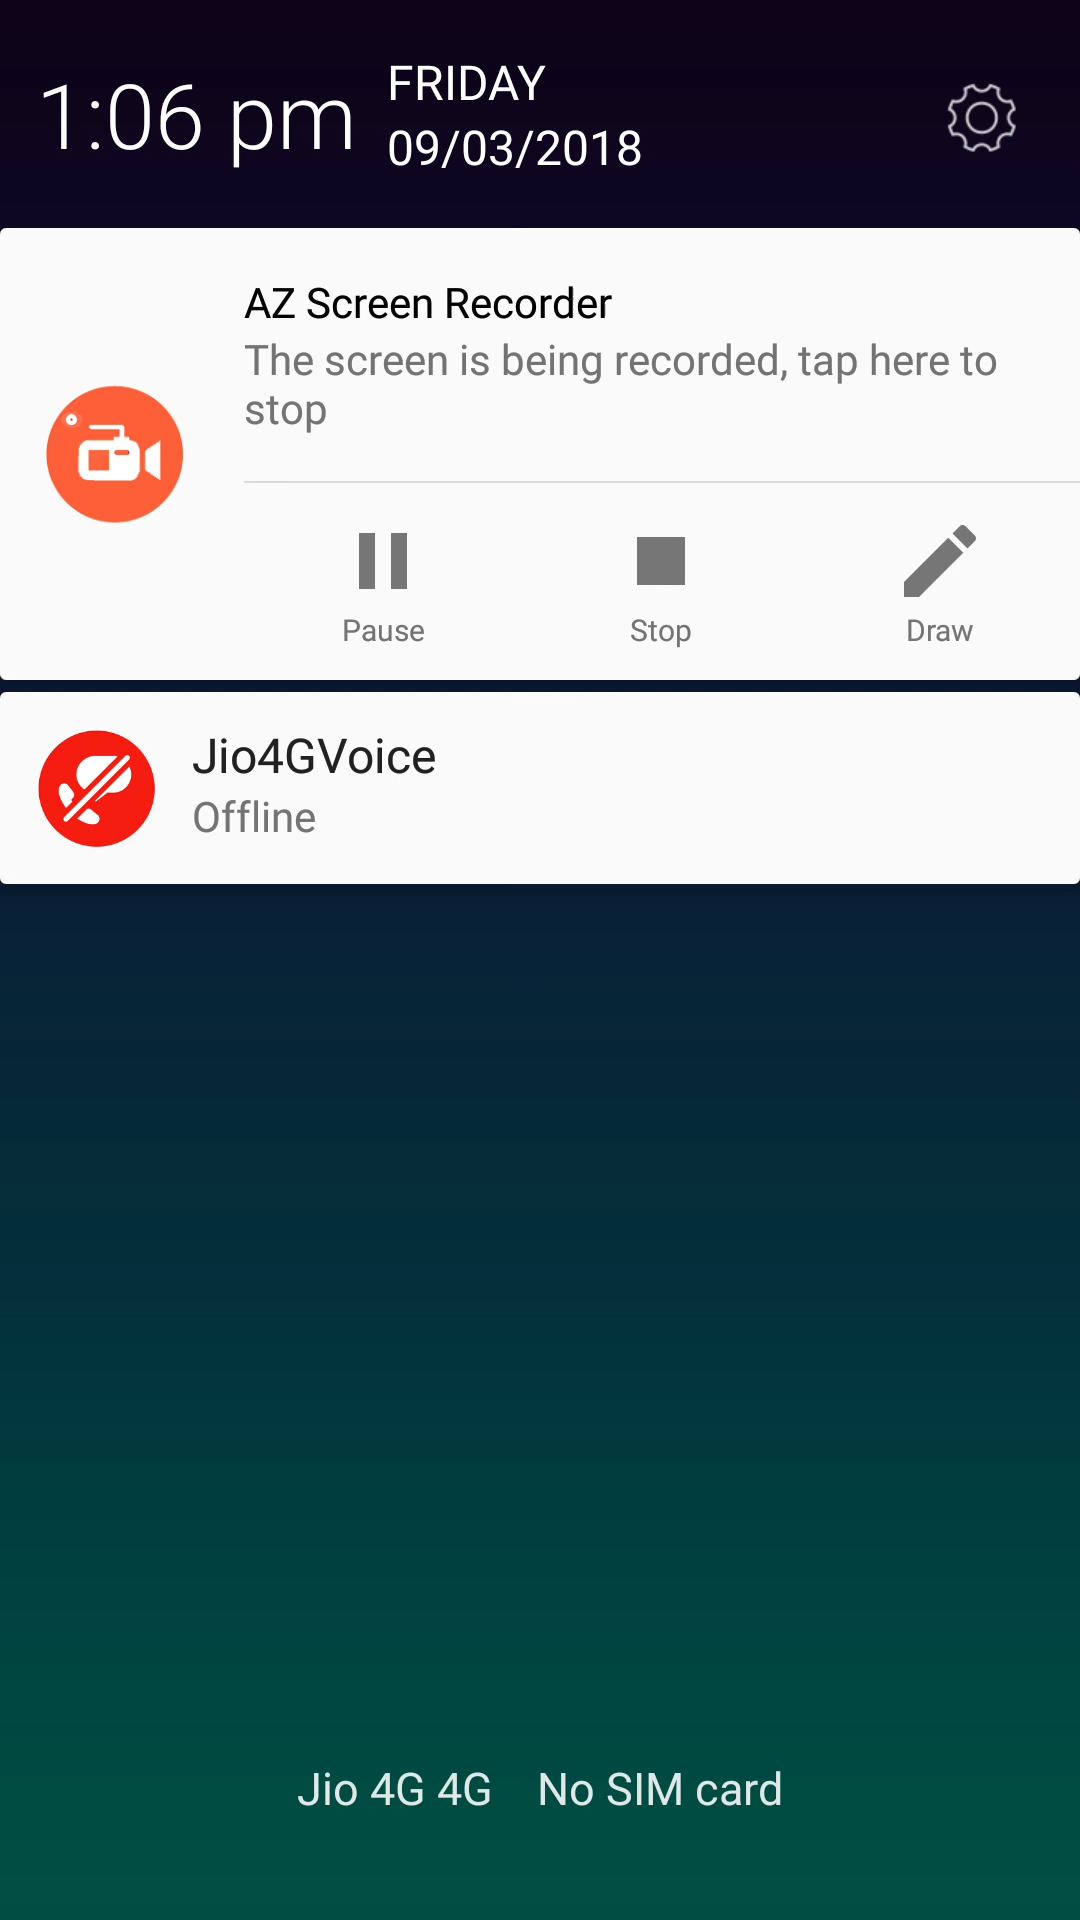 1:06 pm
FRIDAY
09/03/2018
AZ Screen Recorder
The screen is being recorded, tap here to
stop
Pause
Stop
Draw
Jio4GVoice
Offline
Jio 4G 4G No SIM card